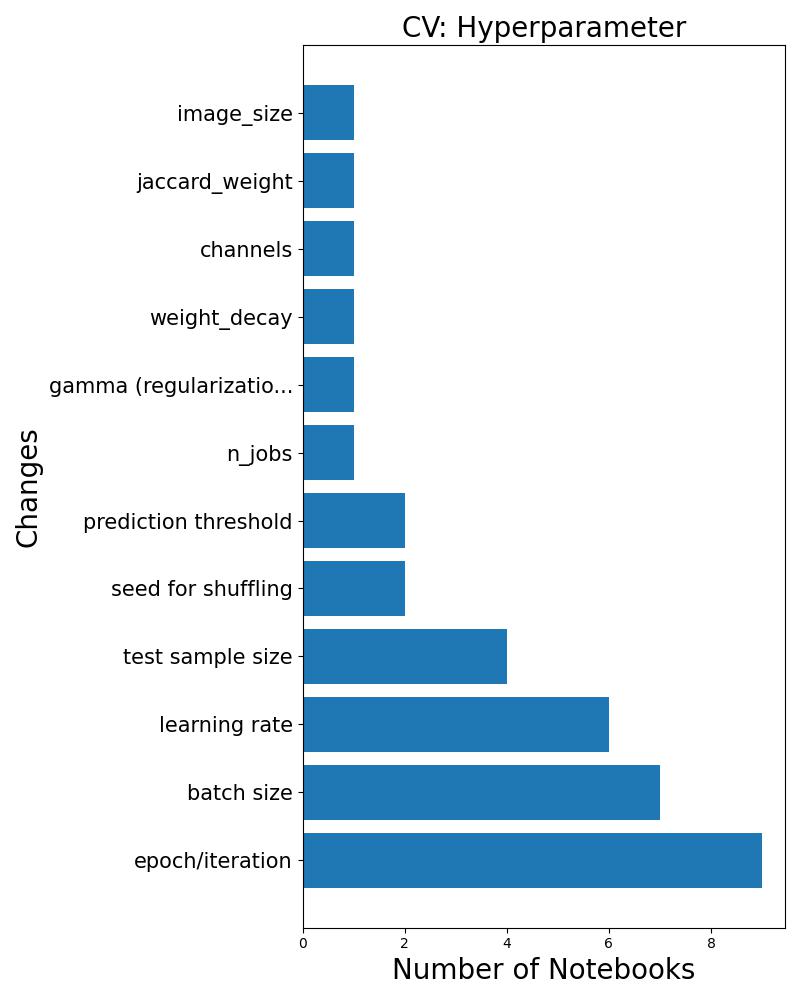 CV: Hyperparameter
image_size
jaccard_weight
channels
weight_decay
gamma (regularizatio...
n_jobs
prediction threshold
seed for shuffling
test sample size
learning rate
batch size
epoch/iteration
Changes
0 2 4 6 8
Number of Notebooks